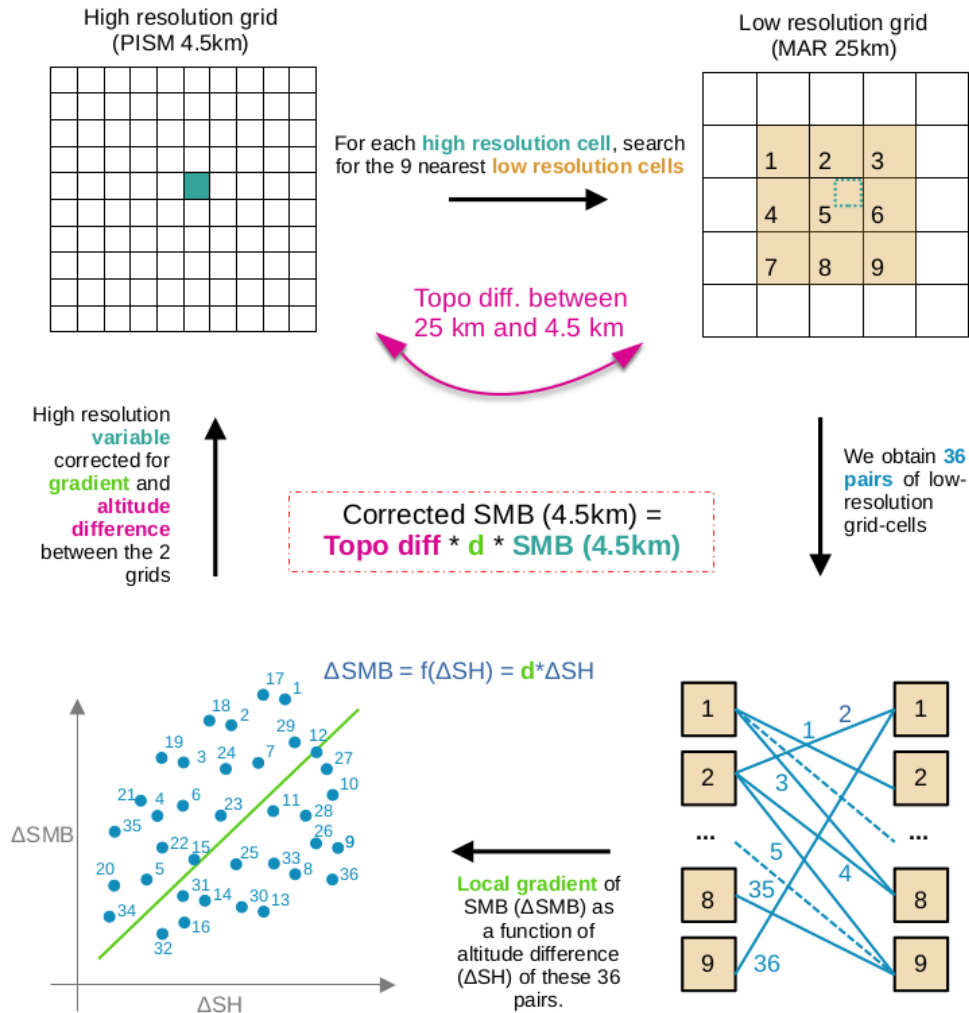 High resolution grid
(PISM 4.5km)
Low resolution grid
(MAR 25km)
For each high resolution cell, search
for the 9 nearest low resolution cells
1 2 3
4 5 6
7 8 9
Topo diff. between
25 km and 4.5 km
High resolution
variable
corrected for
gradient and
altitude
difference
between the 2
grids
Corrected SMB (4.5km) =
Topo diff * d * SMB (4.5km)
We obtain 36
pairs of low-
resolution
grid-cells
ΔSMB = f(ΔSH) = d*ΔSH
17 1
18 2
29 12
19 3 24 7 27
10
21 4 6 23 11 28
35
26 9
22 15
20 5 25 33 8 36
31 14 30 13
34
16
32
ΔSMB
ΔSH
1 2 1
1
2 3 2
... ...
5
4
8 35 8
9 36 9
Local gradient of
SMB (ΔSMB) as
a function of
altitude difference
(ΔSH) of these 36
pairs.